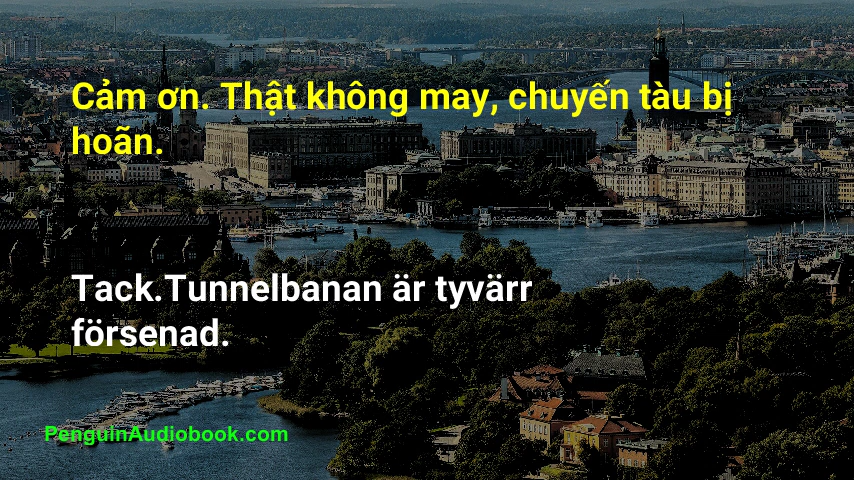 Cảm ơn. Thật không may, chuyến tàu bị
hoãn.
Tack.Tunnelbanan är tyvärr
försenad.
PenguinAudiobook.com